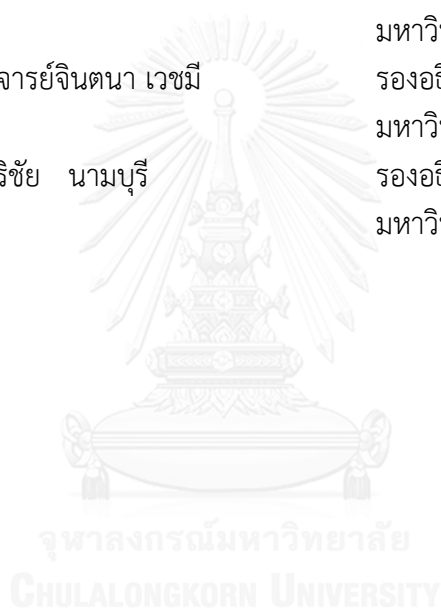 มหาวิท
จารย์จินตนา เวชมี รองอธิ
มหาวิท
ริชัย นามบุรี รองอธิ
มหาวิท
จุฬาลงกรณ์มหาวิทยาลัย
CHULALONGKORN UNIVERSITY